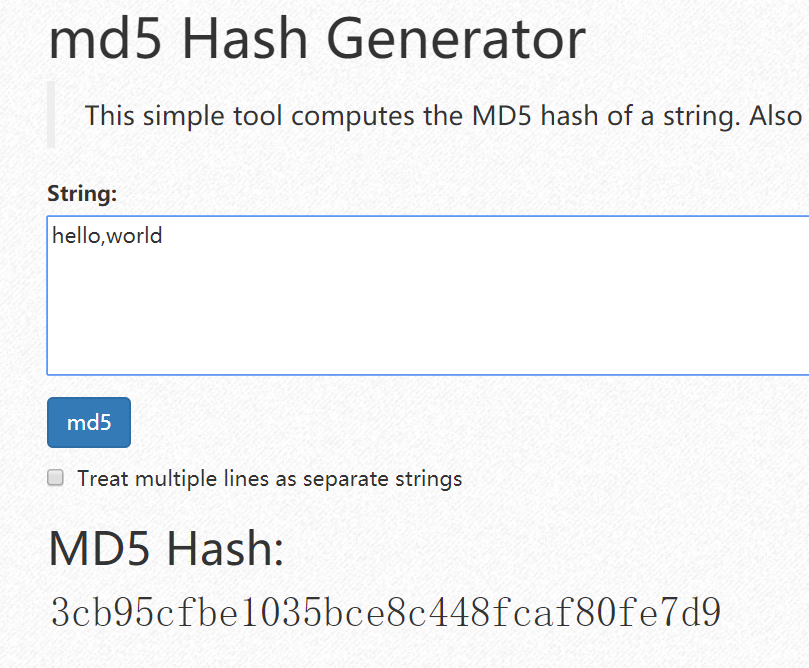 md5 Hash Generator
This simple tool computes the MD5 hash of a string. Also
String:
hello,world
md5
Treat multiple lines as separate strings
MD5 Hash:
3cb95cfbe1035bce8c448fcaf80fe7d9